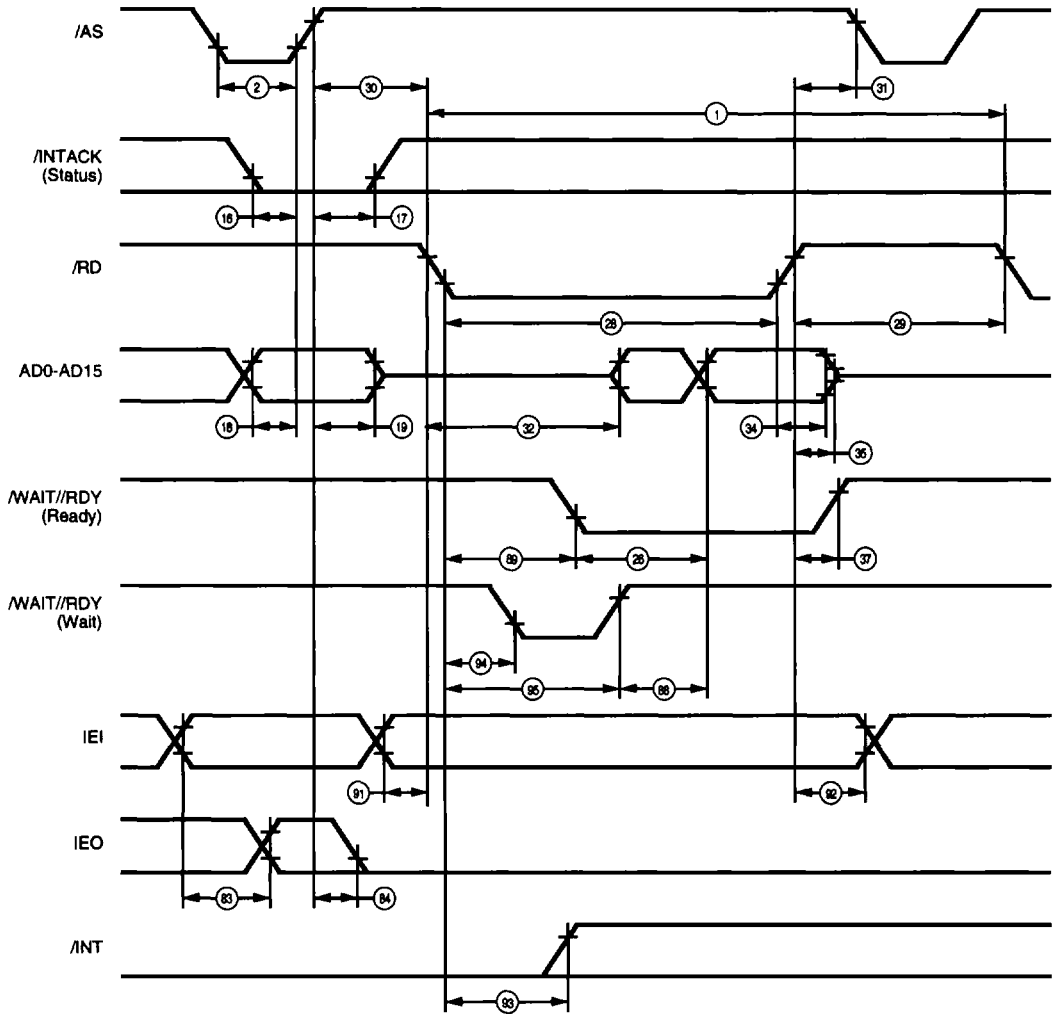 /AS
2
30
31
1
/INTACK
(Status)
16
17
/RD
28
29
AD0-AD15
18
19
32
34
35
/WAIT//RDY
(Ready)
89
26
37
/WAIT//RDY
(Wait)
94
95
88
IEI
91
92
IEO
83
84
/INT
93